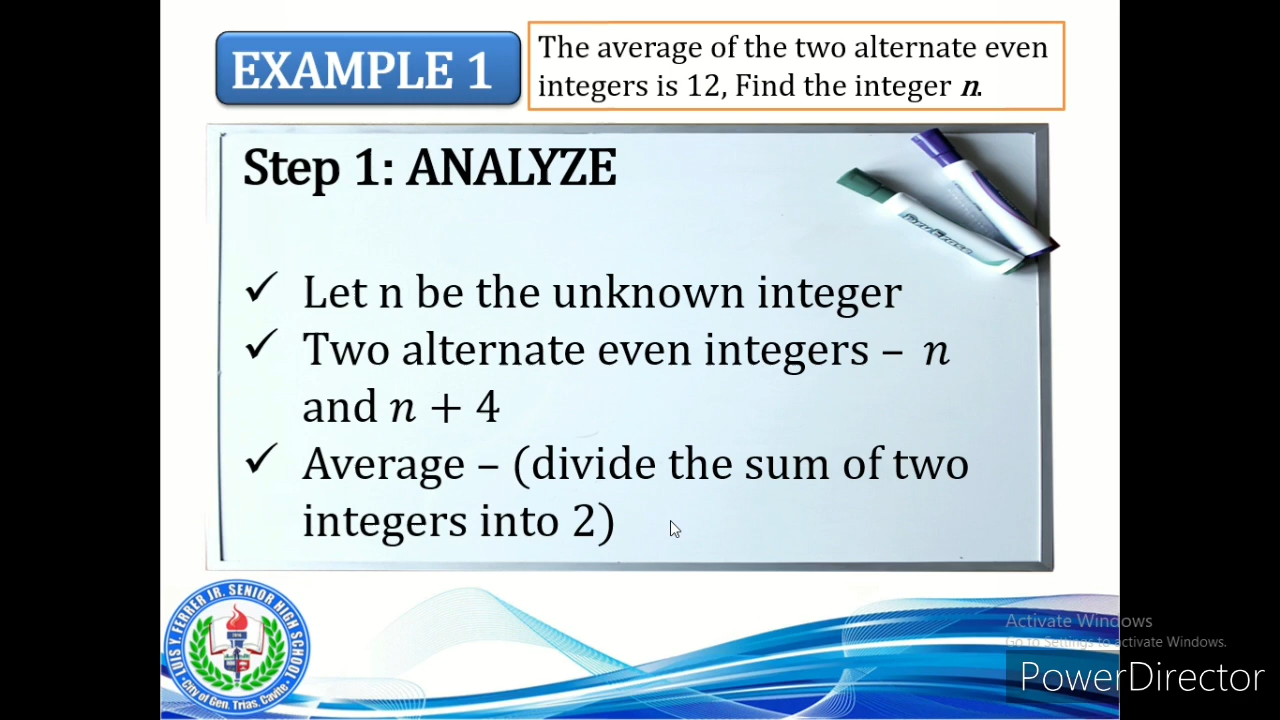 EXAMPLE 1
The average of the two alternate even
integers is 12, Find the integer n.
Step 1: ANALYZE
✓ Let n be the unknown integer
✓ Two alternate even integers – n
and n + 4
✓ Average – (divide the sum of two
integers into 2)
LUIS Y. FERRER JR. SENIOR HIGH SCHOOL
City of Gen. Trias, Cavite
Activate Windows
Go to Settings to activate Windows.
PowerDirector